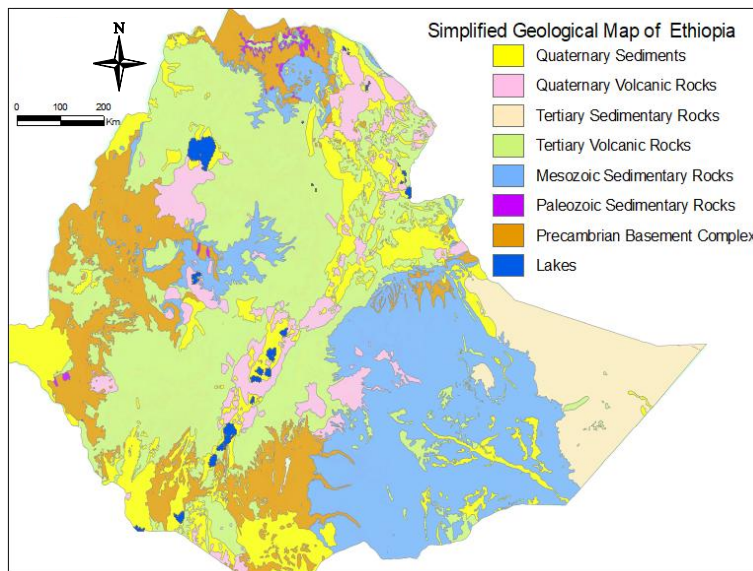 Simplified Geological Map of Ethiopia
N
0 100 200
Km
Quaternary Sediments
Quaternary Volcanic Rocks
Tertiary Sedimentary Rocks
Tertiary Volcanic Rocks
Mesozoic Sedimentary Rocks
Paleozoic Sedimentary Rocks
Precambrian Basement Complex
Lakes